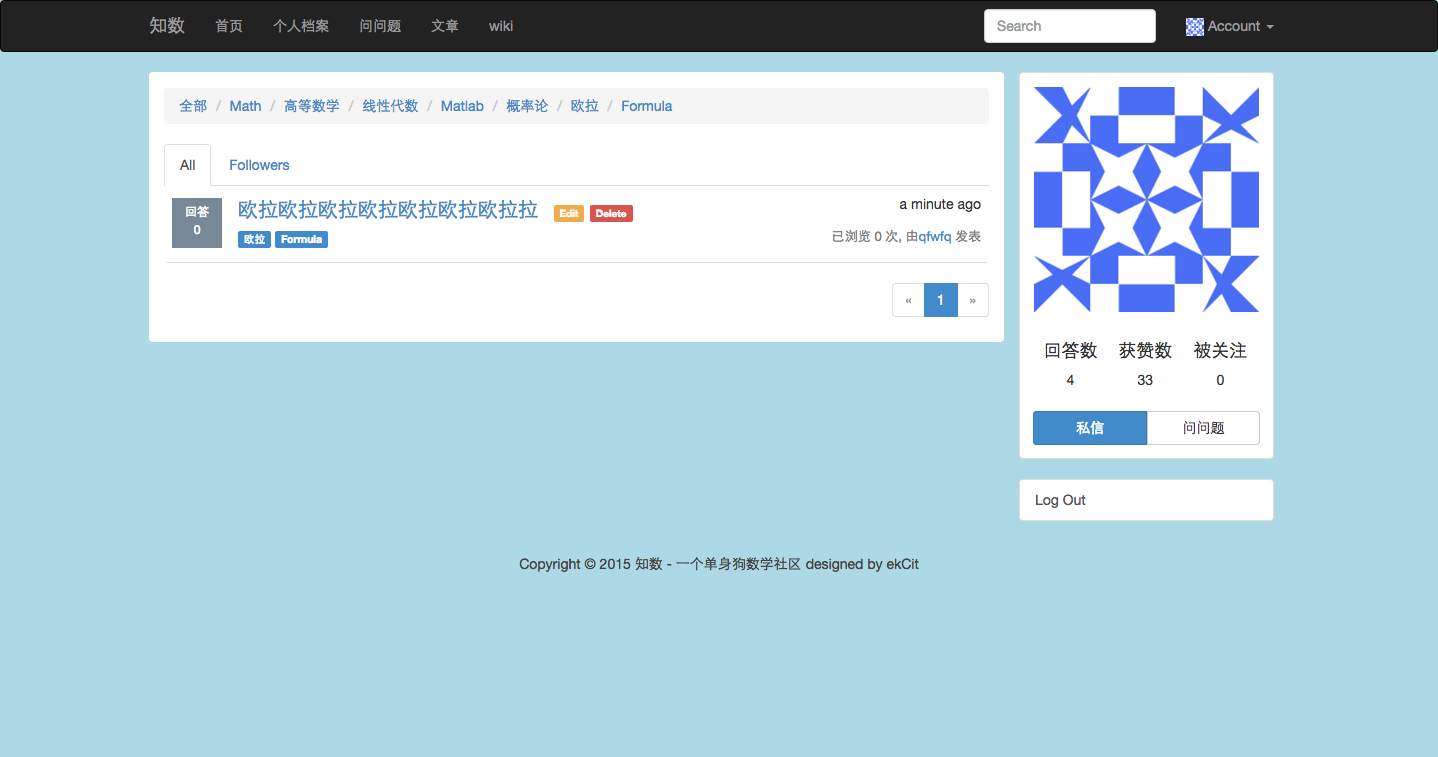 知数 首页 个人档案 问问题 文章 wiki Search Account
全部 / Math / 高等数学 / 线性代数 / Matlab / 概率论 / 欧拉 / Formula
All Followers
回答
0
欧拉欧拉欧拉欧拉欧拉欧拉欧拉拉 Edit Delete
a minute ago
欧拉 Formula
已浏览 0 次, 由qfwfq 发表
« 1 »
回答数 获赞数 被关注
4 33 0
私信 问问题
Log Out
Copyright © 2015 知数 - 一个单身狗数学社区 designed by ekCit